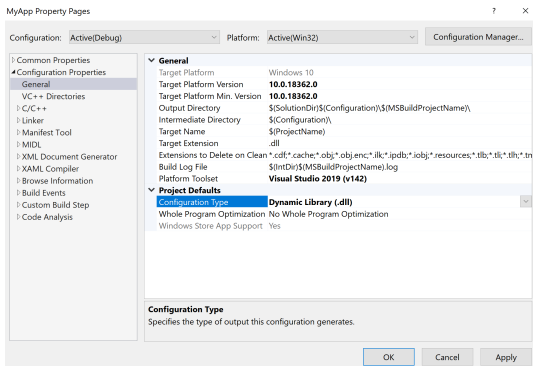 MyApp Property Pages
? ×
Configuration: Active(Debug) Platform: Active(Win32) Configuration Manager...
Common Properties
Configuration Properties
General
VC++ Directories
C/C++
Linker
Manifest Tool
MIDL
XML Document Generator
XAML Compiler
Browse Information
Build Events
Custom Build Step
Code Analysis
General
Target Platform Windows 10
Target Platform Version 10.0.18362.0
Target Platform Min. Version 10.0.18362.0
Output Directory $(SolutionDir)$(Configuration)\$(MSBuildProjectName)\
Intermediate Directory $(Configuration)\
Target Name $(ProjectName)
Target Extension .dll
Extensions to Delete on Clean *.cdf;*.cache;*.obj;*.obj.enc;*.ilk;*.ipdb;*.iobj;*.resources;*.tlb;*.tli;*.tlh;*.tn
Build Log File $(IntDir)$(MSBuildProjectName).log
Platform Toolset Visual Studio 2019 (v142)
Project Defaults
Configuration Type Dynamic Library (.dll)
Whole Program Optimization No Whole Program Optimization
Windows Store App Support Yes
Configuration Type
Specifies the type of output this configuration generates.
OK Cancel Apply